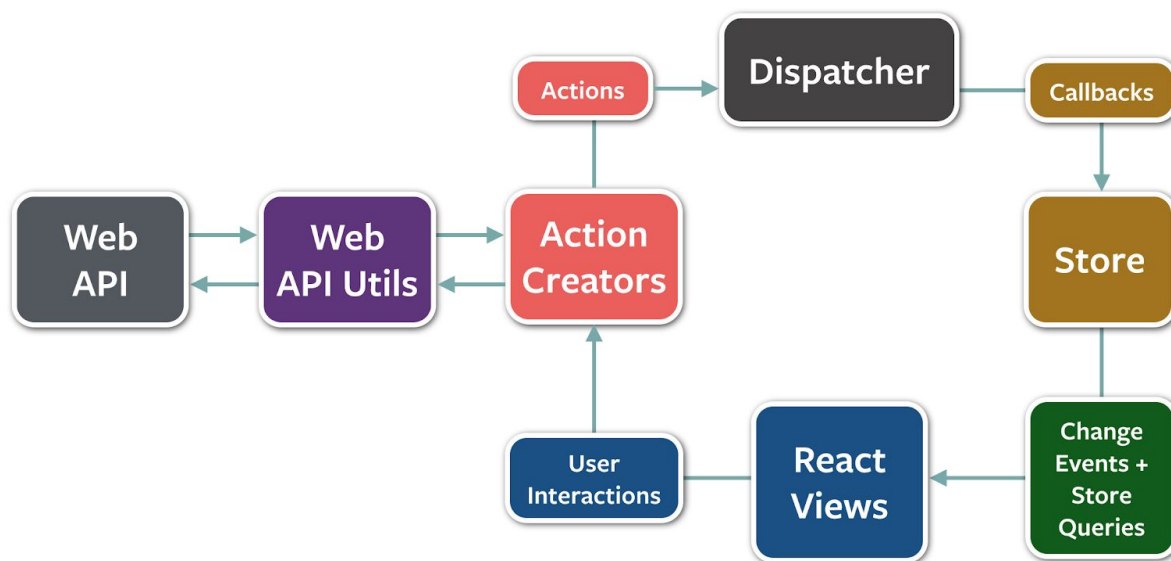 Dispatcher
Actions
Callbacks
Web
API
Web
API Utils
Action
Creators
Store
User
Interactions
React
Views
Change
Events +
Store
Queries